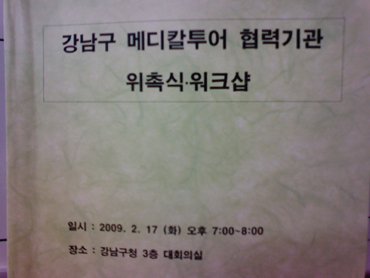 강남구 메디칼투어 협력기관
위촉식·워크샵
일시 : 2009. 2. 17 (화) 오후 7:00~8:00
장소 : 강남구청 3층 대회의실